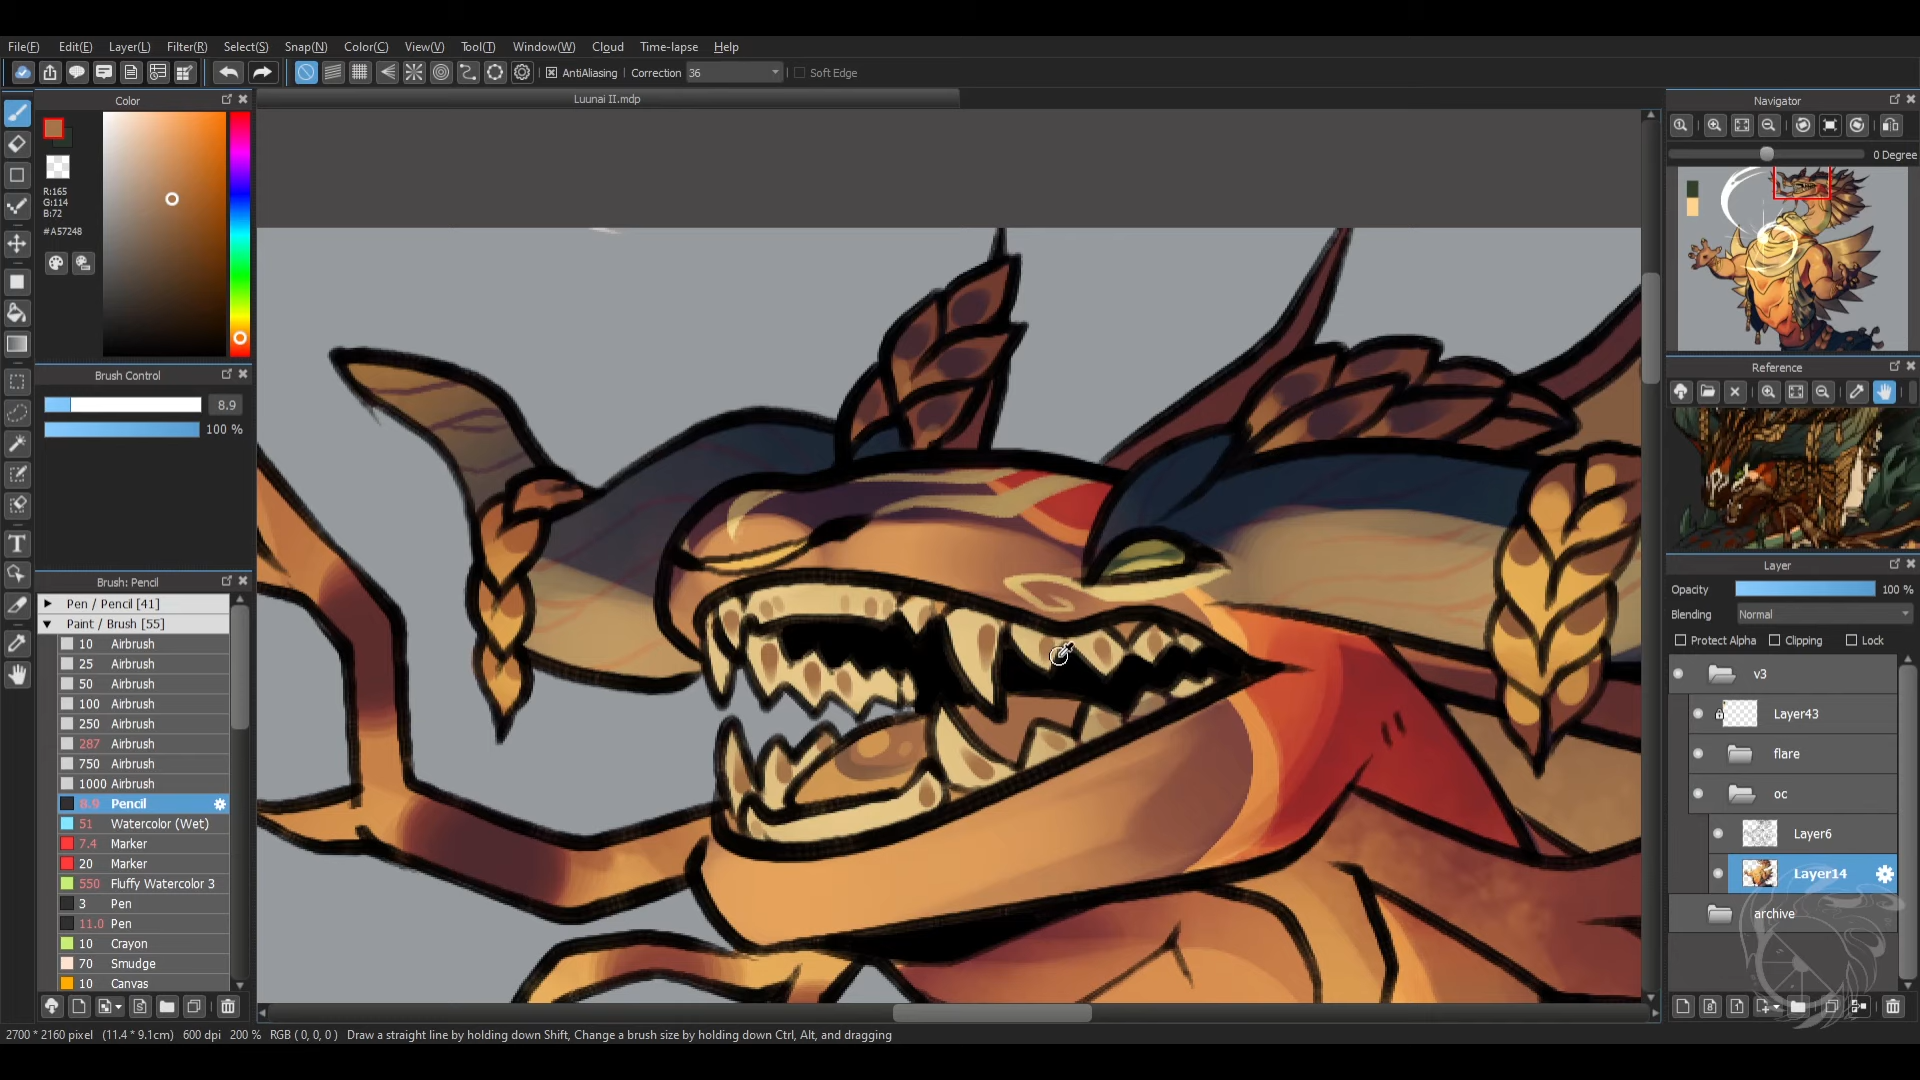 File(F) Edit(E) Layer(L) Filter(R) Select(S) Snap(N) Color(C) View(V) Tool(T) Window(W) Cloud Time-lapse Help
AntiAliasing Correction 36 Soft Edge
Color
Luunai II.mdp
Navigator
0 Degree
R:165
G:114
B:72
#A57248
Brush Control
8.9
100 %
Reference
Brush: Pencil
Pen / Pencil [41]
Paint / Brush [55]
10 Airbrush
25 Airbrush
50 Airbrush
100 Airbrush
250 Airbrush
287 Airbrush
750 Airbrush
1000 Airbrush
8.9 Pencil
51 Watercolor (Wet)
7.4 Marker
20 Marker
550 Fluffy Watercolor 3
3 Pen
11.0 Pen
10 Crayon
70 Smudge
10 Canvas
Layer
Opacity 100 %
Blending Normal
Protect Alpha Clipping Lock
v3
Layer43
flare
oc
Layer6
Layer14
archive
2700 * 2160 pixel (11.4 * 9.1cm) 600 dpi 200 % RGB ( 0, 0, 0 ) Draw a straight line by holding down Shift, Change a brush size by holding down Ctrl, Alt, and dragging